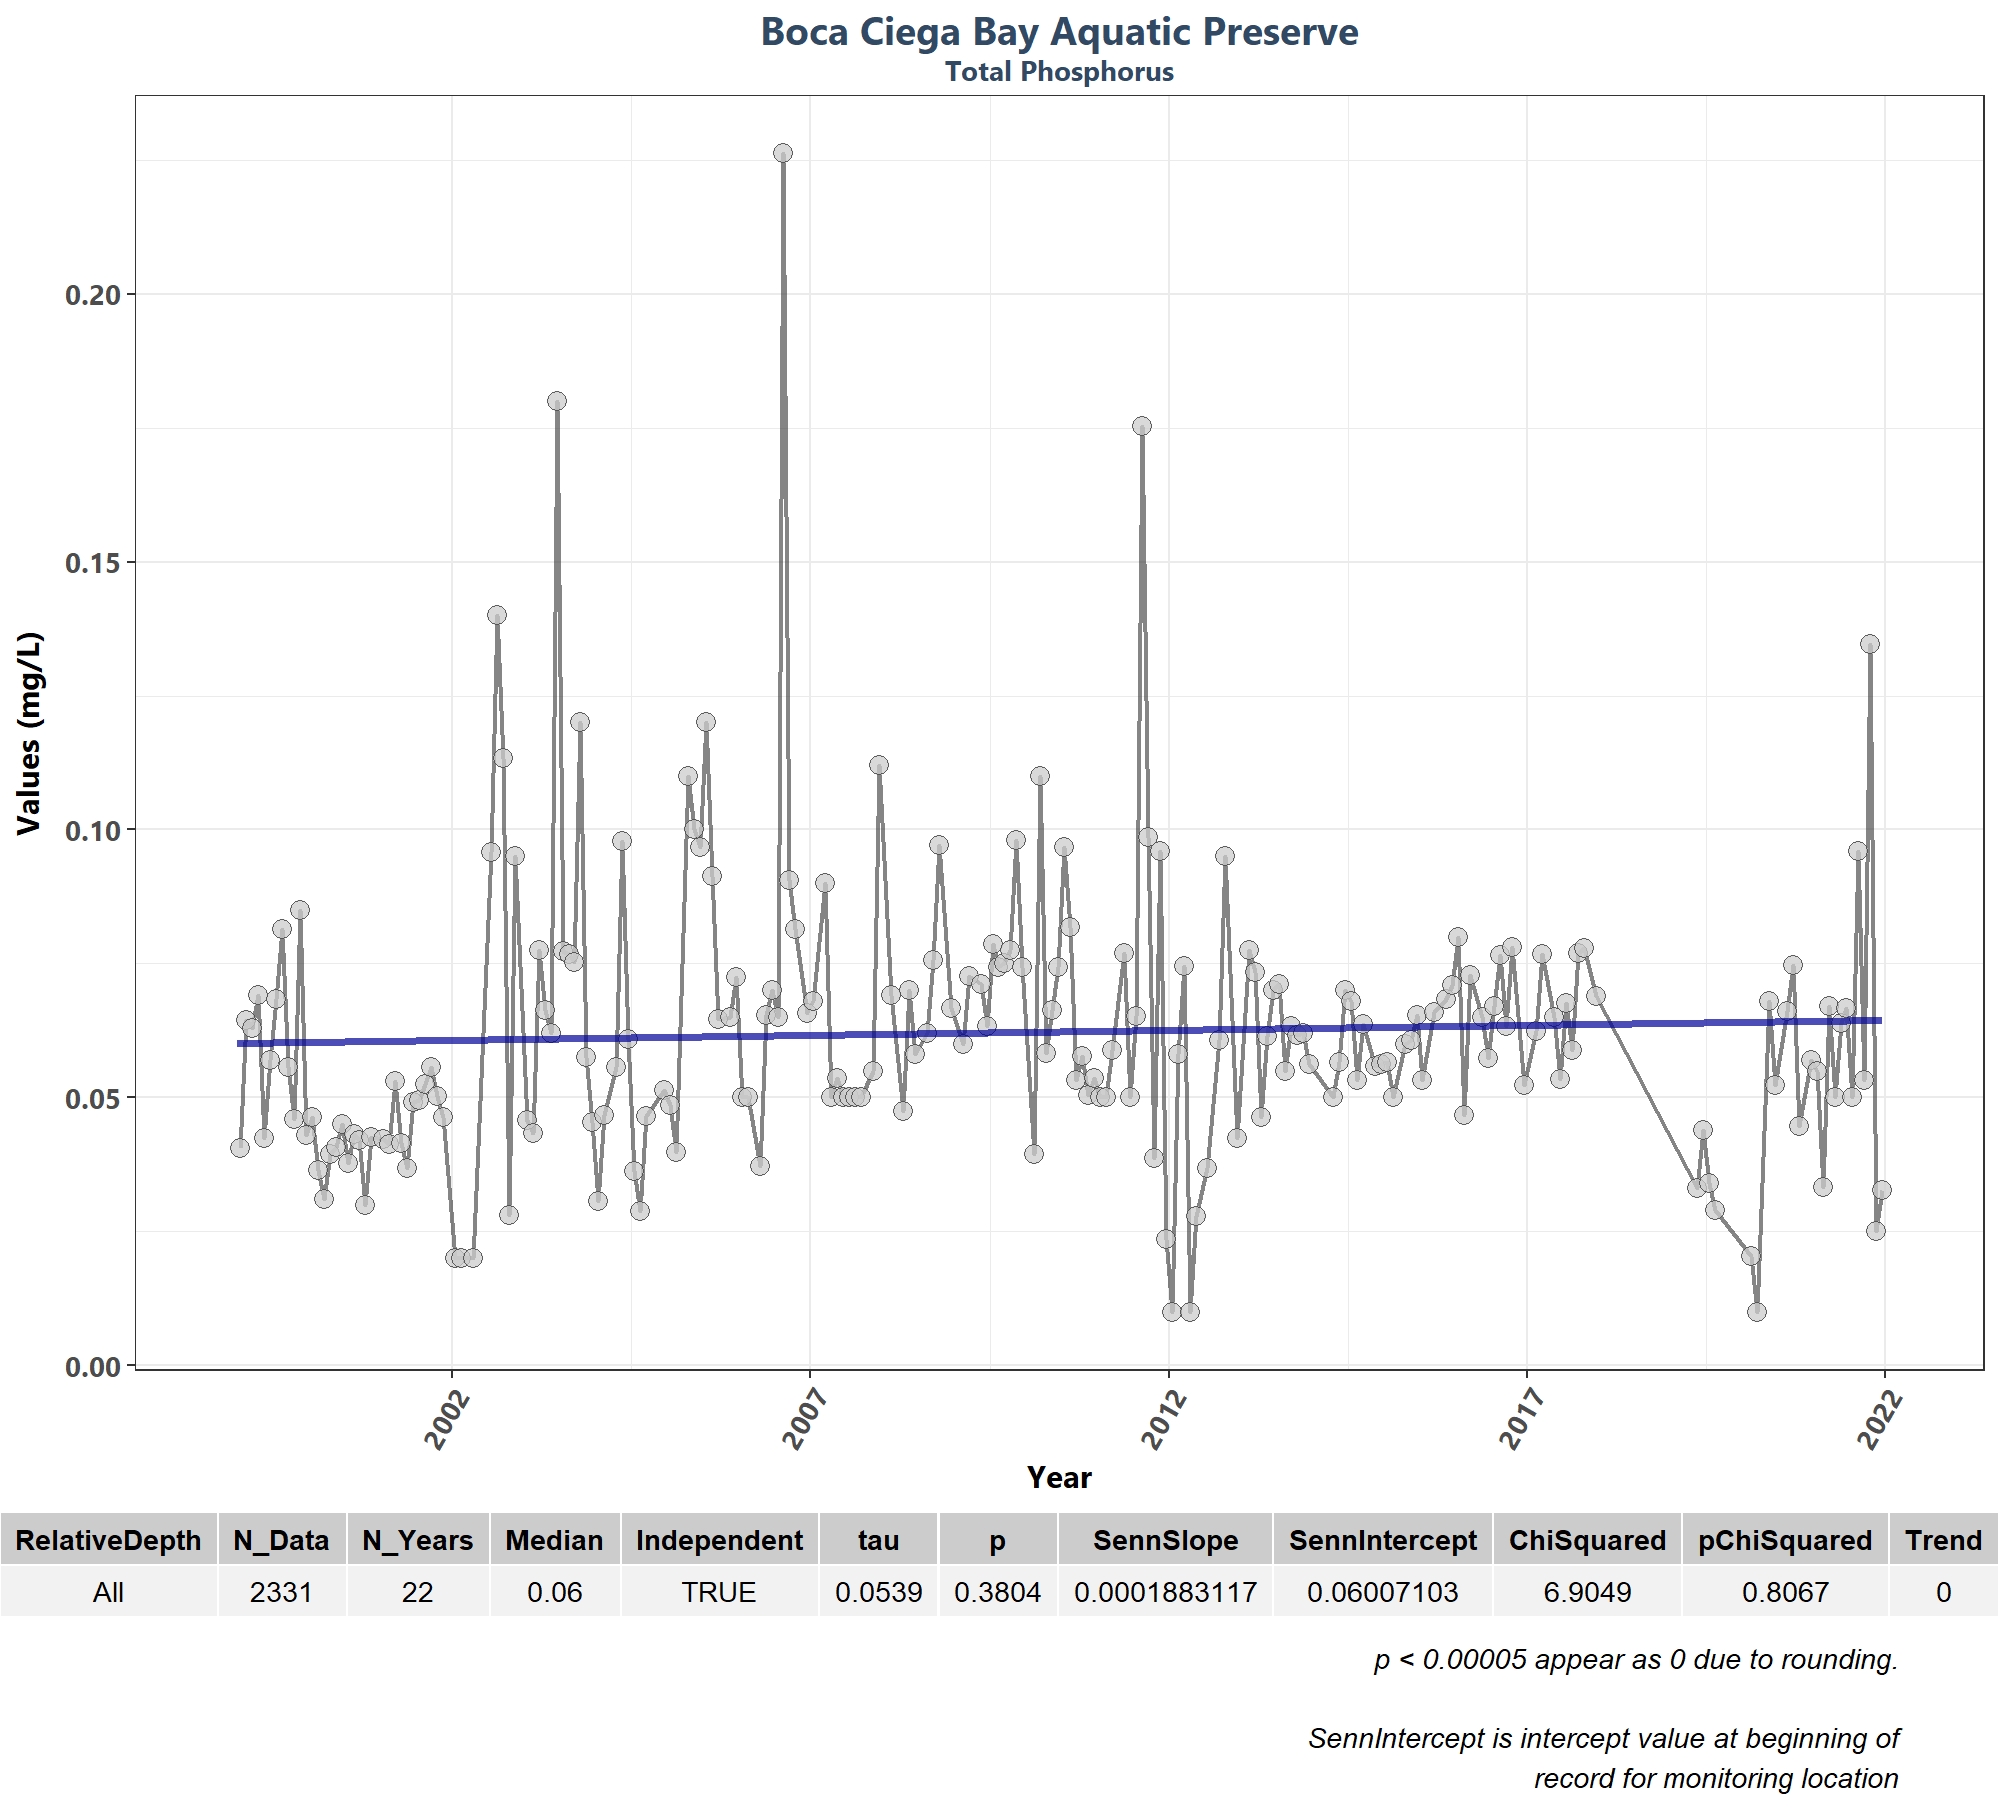 Boca Ciega Bay Aquatic Preserve
Total Phosphorus
Values (mg/L)
0.20
0.15
0.10
0.05
0.00
2002 2007 2012 2017 2022
Year
RelativeDepth N_Data N_Years Median Independent tau p SennSlope SennIntercept ChiSquared pChiSquared Trend
All 2331 22 0.06 TRUE 0.0539 0.3804 0.0001883117 0.06007103 6.9049 0.8067 0
p < 0.00005 appear as 0 due to rounding.
SennIntercept is intercept value at beginning of
record for monitoring location